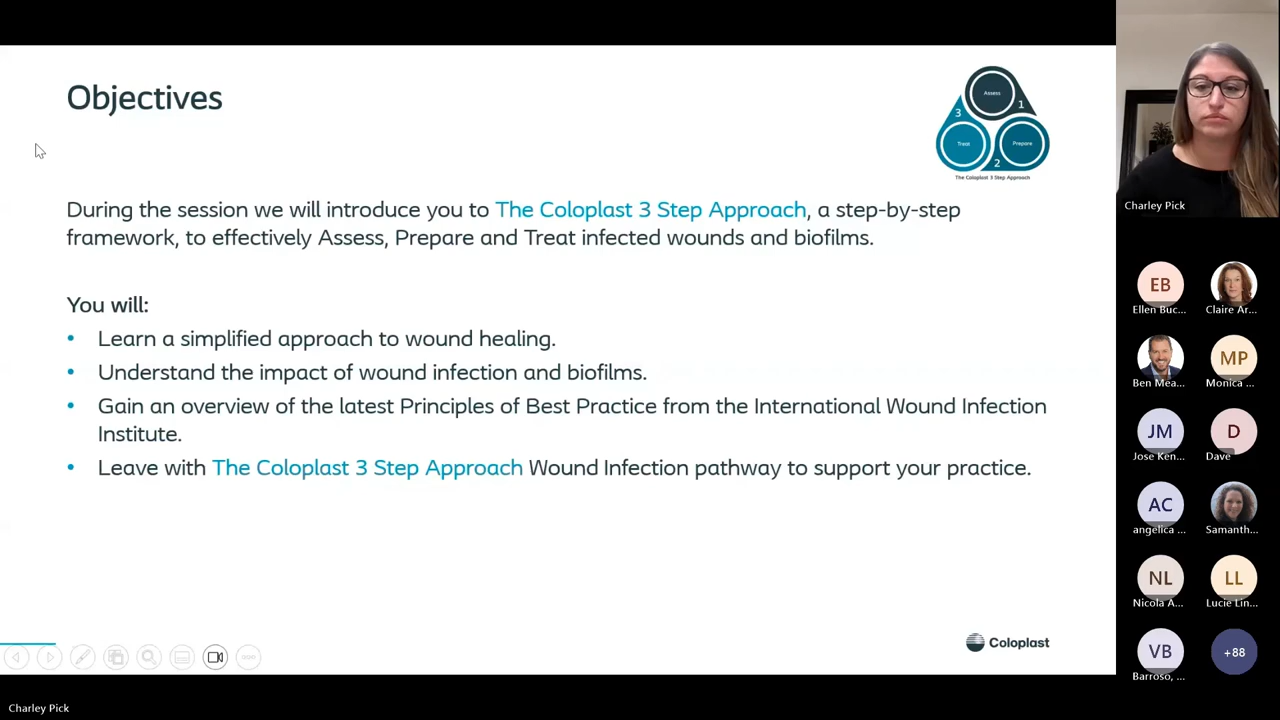 Objectives
Assess
1
3
Treat
Prepare
2
The Coloplast 3 Step Approach
During the session we will introduce you to The Coloplast 3 Step Approach, a step-by-step
framework, to effectively Assess, Prepare and Treat infected wounds and biofilms.
You will:
• Learn a simplified approach to wound healing.
• Understand the impact of wound infection and biofilms.
• Gain an overview of the latest Principles of Best Practice from the International Wound Infection
Institute.
• Leave with The Coloplast 3 Step Approach Wound Infection pathway to support your practice.
Coloplast
Charley Pick
Charley Pick
EB
Ellen Buc...
Claire Ar...
Ben Mea...
MP
Monica ...
JM
Jose Ken...
D
Dave
AC
angelica ...
Samanth...
NL
Nicola A...
LL
Lucie Lin...
VB
Barroso, ...
+88